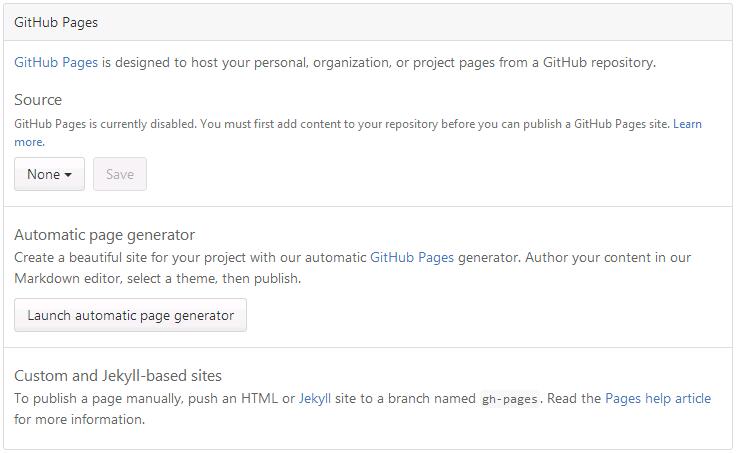 GitHub Pages
GitHub Pages is designed to host your personal, organization, or project pages from a GitHub repository.
Source
GitHub Pages is currently disabled. You must first add content to your repository before you can publish a GitHub Pages site. Learn
more.
None Save
Automatic page generator
Create a beautiful site for your project with our automatic GitHub Pages generator. Author your content in our
Markdown editor, select a theme, then publish.
Launch automatic page generator
Custom and Jekyll-based sites
To publish a page manually, push an HTML or Jekyll site to a branch named gh-pages. Read the Pages help article
for more information.